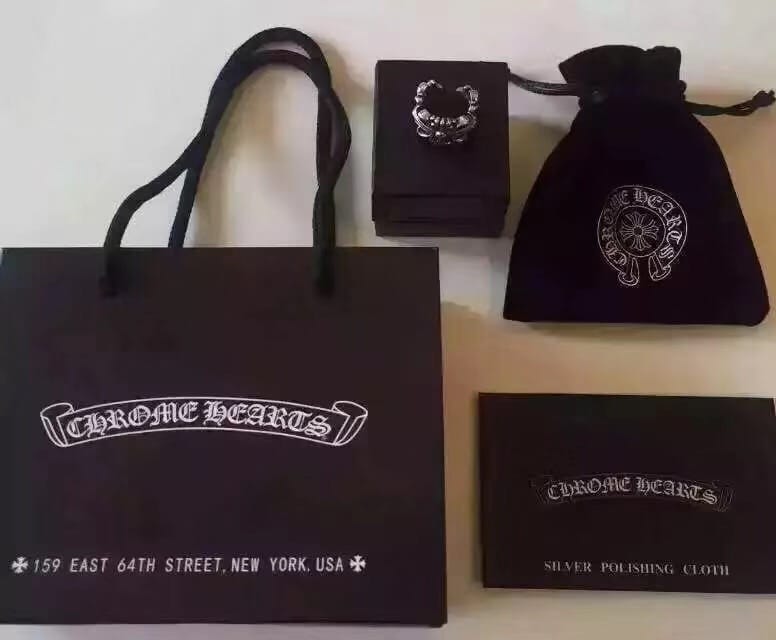 CHROME HEARTS
159 EAST 64TH STREET, NEW YORK, USA
CHROME HEARTS
CHROME HEARTS
SILVER POLISHING CLOTH